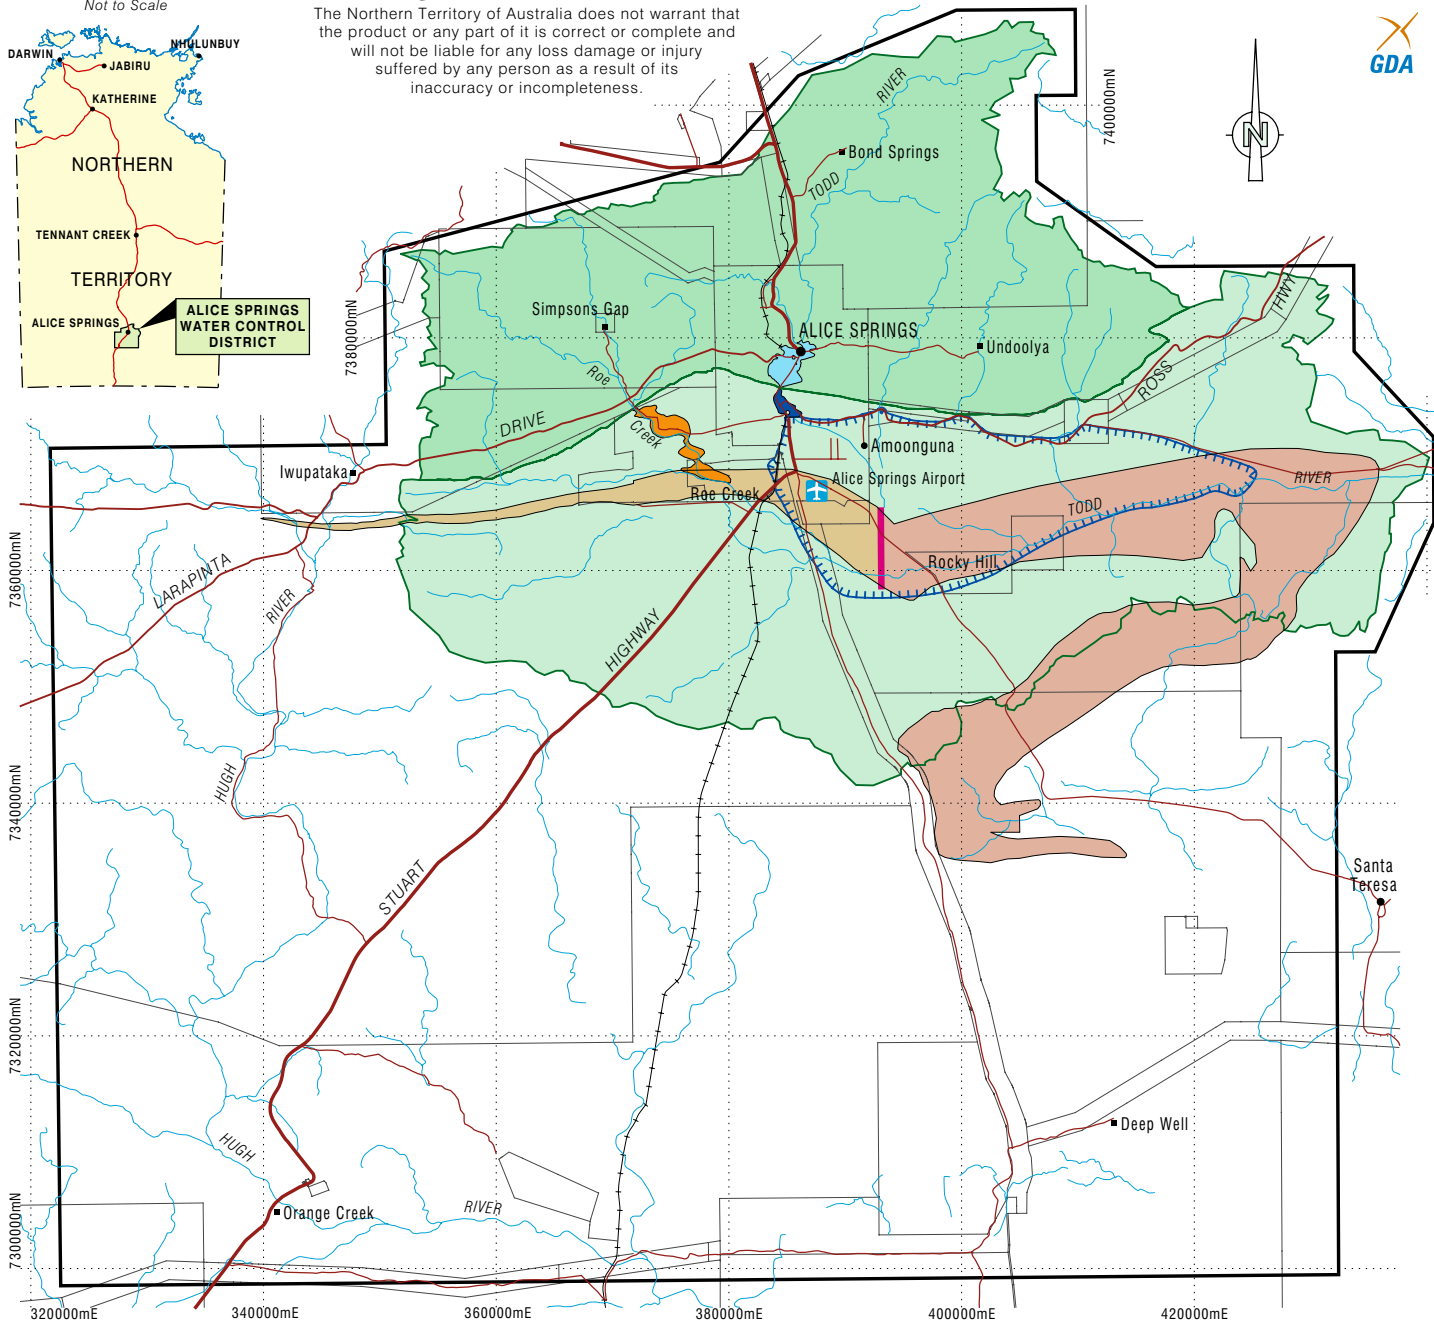 Not to Scale
The Northern Territory of Australia does not warrant that
the product or any part of it is correct or complete and
will not be liable for any loss damage or injury
suffered by any person as a result of its
inaccuracy or incompleteness.
GDA
N
DARWIN
NHULUNBUY
JABIRU
KATHERINE
NORTHERN
TENNANT CREEK
TERRITORY
ALICE SPRINGS
ALICE SPRINGS
WATER CONTROL
DISTRICT
RIVER
TODD
Bond Springs
7400000mN
Simpsons Gap
ALICE SPRINGS
Undoolya
HWY
ROSS
7380000mN
Roe
Creek
DRIVE
Iwupataka
Amoonguna
Roe Creek
Alice Springs Airport
RIVER
TODD
Rocky Hill
7360000mN
LARAPINTA
RIVER
HIGHWAY
HUGH
7340000mN
STUART
Santa
Teresa
7320000mN
Deep Well
HUGH
RIVER
Orange Creek
7300000mN
320000mE
340000mE
360000mE
380000mE
400000mE
420000mE